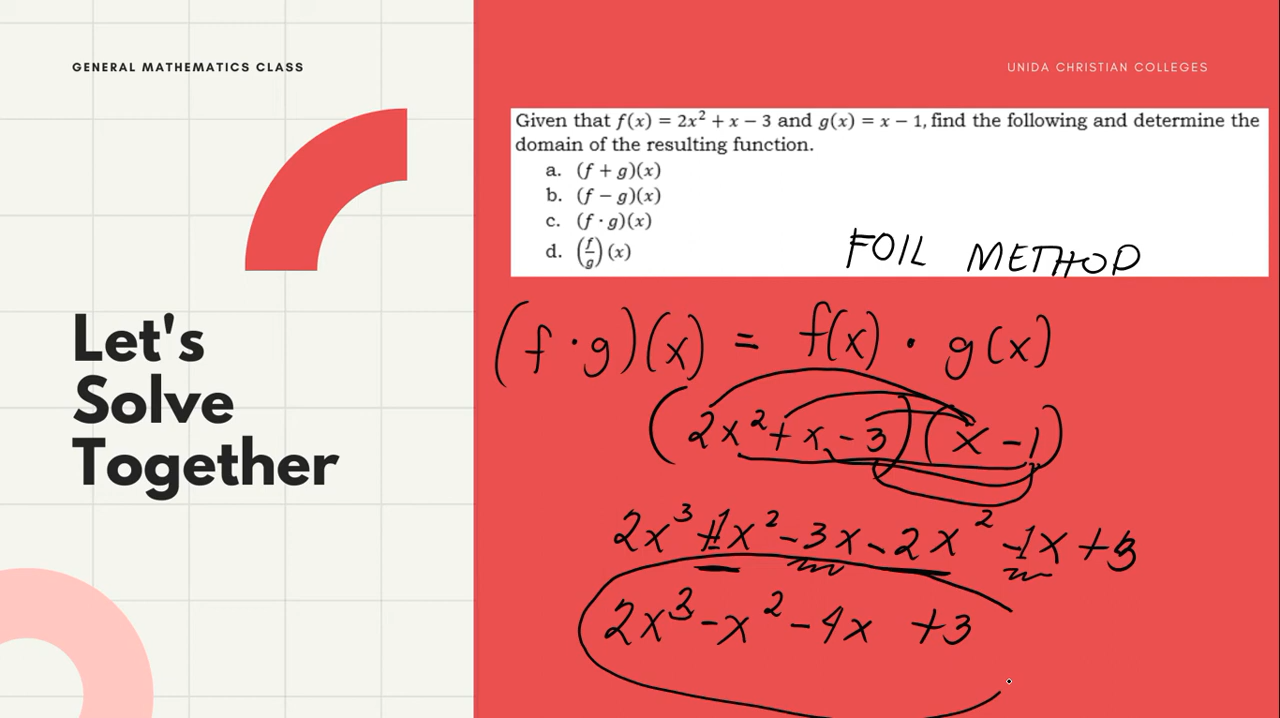 GENERAL MATHEMATICS CLASS
UNIDA CHRISTIAN COLLEGES
Given that f(x) = 2x² + x − 3 and g(x) = x − 1, find the following and determine the
domain of the resulting function.
a. (f + g)(x)
b. (f − g)(x)
c. (f · g)(x)
d. (f/g)(x)
FOIL METHOD
Let's
Solve
Together
(f · g)(x) = f(x) · g(x)
(2x² + x − 3)(x − 1)
2x³ + 1x² − 3x − 2x² − 1x + 3
2x³ − x² − 4x + 3